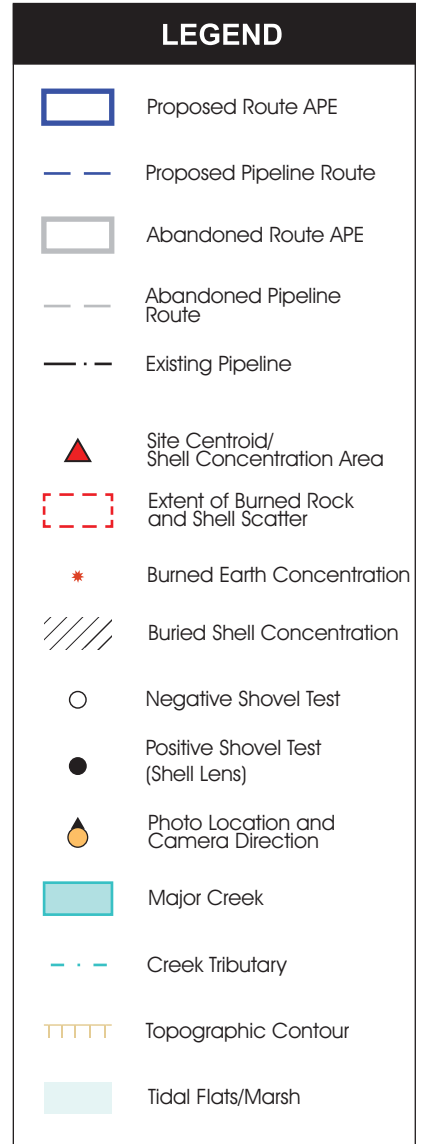 LEGEND
Proposed Route APE
Proposed Pipeline Route
Abandoned Route APE
Abandoned Pipeline
Route
Existing Pipeline
Site Centroid/
Shell Concentration Area
Extent of Burned Rock
and Shell Scatter
Burned Earth Concentration
Buried Shell Concentration
Negative Shovel Test
Positive Shovel Test
(Shell Lens)
Photo Location and
Camera Direction
Major Creek
Creek Tributary
Topographic Contour
Tidal Flats/Marsh